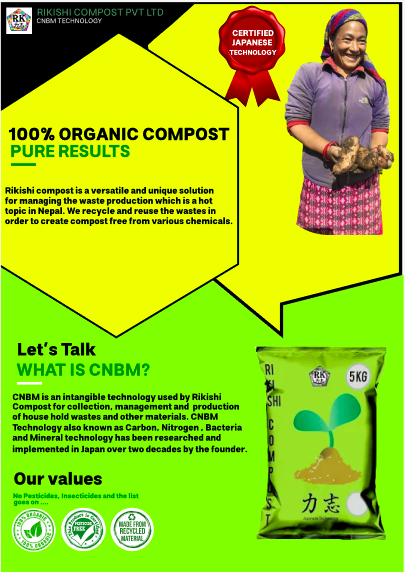 RK
RIKISHI COMPOST PVT LTD
CNBM TECHNOLOGY
CERTIFIED
JAPANESE
TECHNOLOGY
100% ORGANIC COMPOST
PURE RESULTS
Rikishi compost is a versatile and unique solution
for managing the waste production which is a hot
topic in Nepal. We recycle and reuse the wastes in
order to create compost free from various chemicals.
Let's Talk
WHAT IS CNBM?
CNBM is an intangible technology used by Rikishi
Compost for collection, management and production
of house hold wastes and other materials. CNBM
Technology also known as Carbon, Nitrogen , Bacteria
and Mineral technology has been researched and
implemented in Japan over two decades by the founder.
Our values
No Pesticides, Insecticides and the list
goes on ....
100% ORGANIC
100% ORGANIC
PESTICIDE
FREE
MADE FROM
RECYCLED
MATERIAL
RK
5KG
RIKISHI
COMPOST
力志